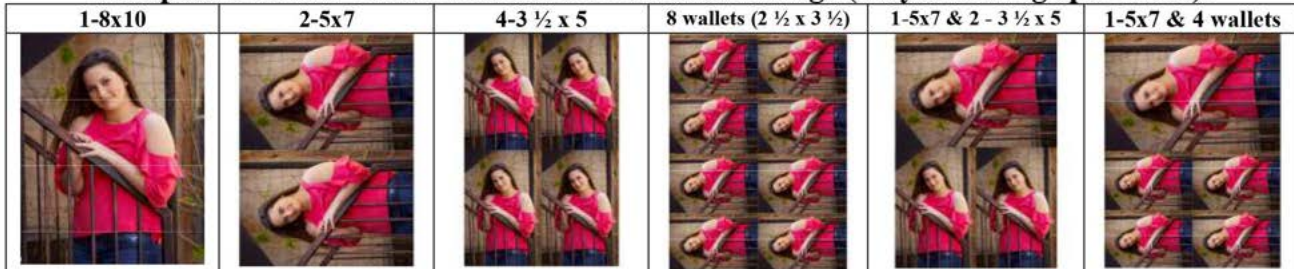 1-8x10
2-5x7
4-3 ½ x 5
8 wallets (2 ½ x 3 ½)
1-5x7 & 2 - 3 ½ x 5
1-5x7 & 4 wallets